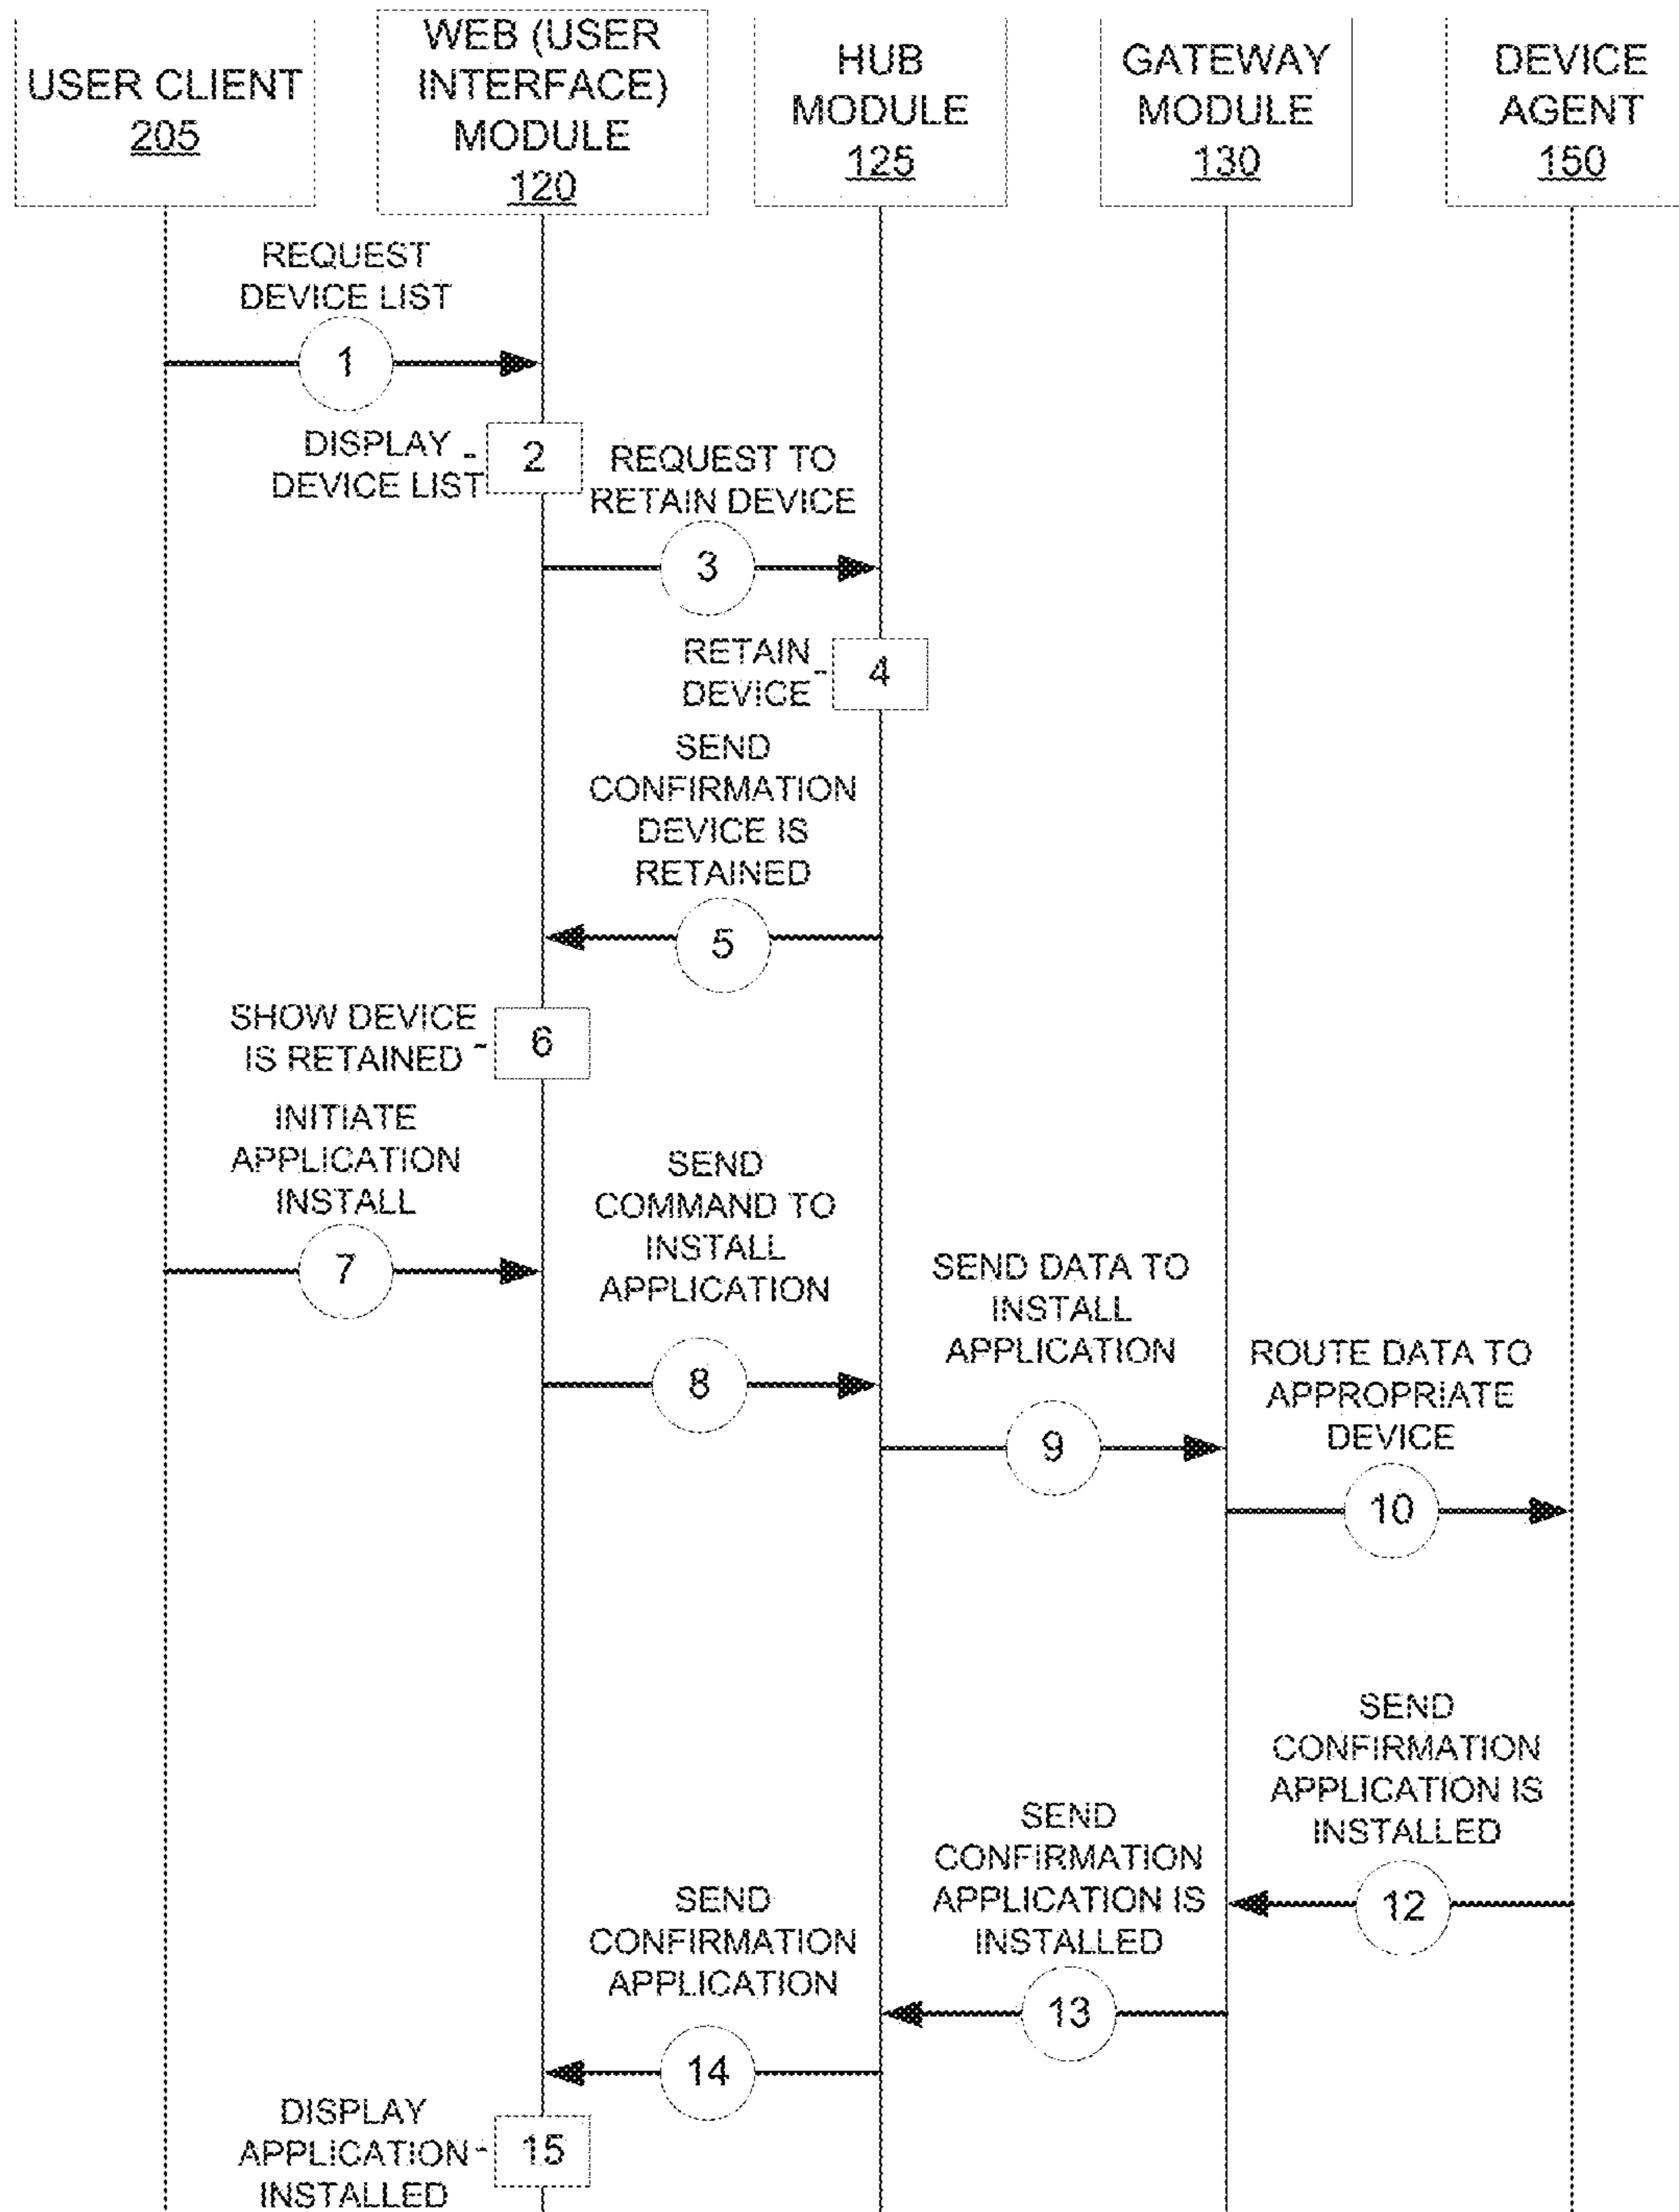 USER CLIENT
205
WEB (USER
INTERFACE)
MODULE
120
HUB
MODULE
125
GATEWAY
MODULE
130
DEVICE
AGENT
150
REQUEST
DEVICE LIST
1
DISPLAY
DEVICE LIST
2
REQUEST TO
RETAIN DEVICE
3
RETAIN
DEVICE
4
SEND
CONFIRMATION
DEVICE IS
RETAINED
5
SHOW DEVICE
IS RETAINED
6
INITIATE
APPLICATION
INSTALL
7
SEND
COMMAND TO
INSTALL
APPLICATION
8
SEND DATA TO
INSTALL
APPLICATION
9
ROUTE DATA TO
APPROPRIATE
DEVICE
10
SEND
CONFIRMATION
APPLICATION IS
INSTALLED
12
SEND
CONFIRMATION
APPLICATION IS
INSTALLED
13
SEND
CONFIRMATION
APPLICATION
14
DISPLAY
APPLICATION
INSTALLED
15